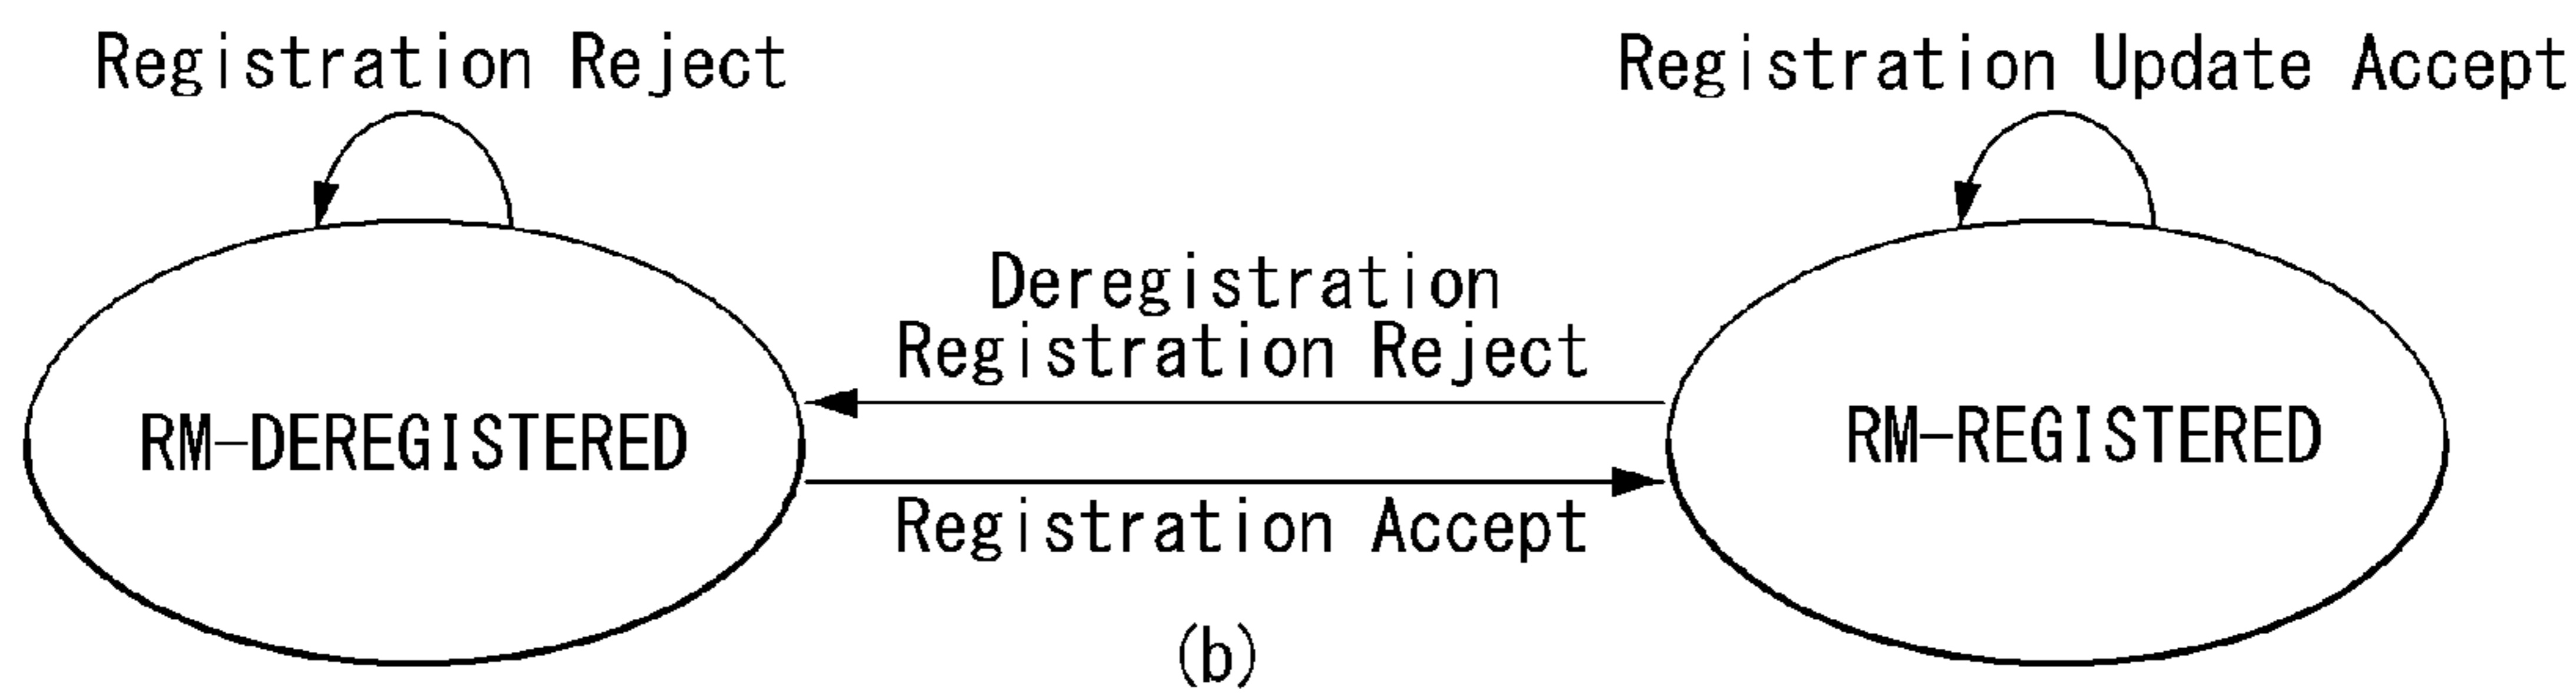 Registration Reject
Registration Update Accept
Deregistration
Registration Reject
RM-DEREGISTERED
RM-REGISTERED
Registration Accept
(b)